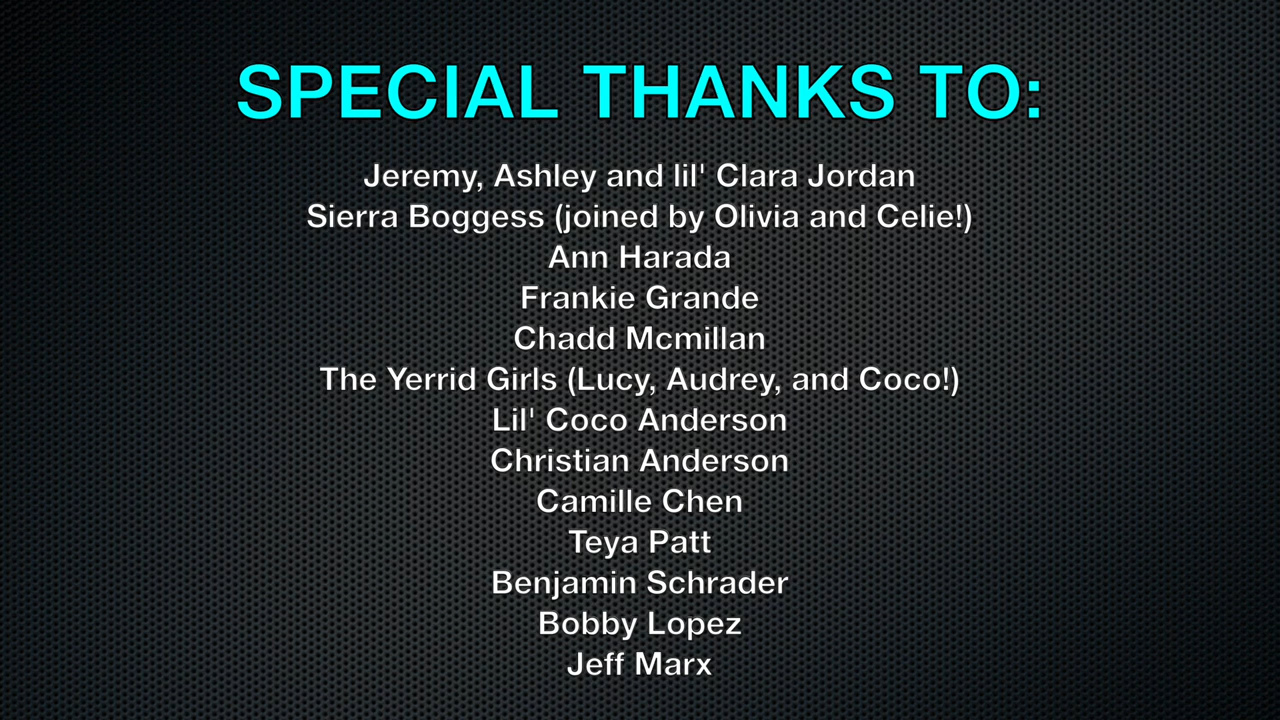 SPECIAL THANKS TO:
Jeremy, Ashley and lil' Clara Jordan
Sierra Boggess (joined by Olivia and Celie!)
Ann Harada
Frankie Grande
Chadd Mcmillan
The Yerrid Girls (Lucy, Audrey, and Coco!)
Lil' Coco Anderson
Christian Anderson
Camille Chen
Teya Patt
Benjamin Schrader
Bobby Lopez
Jeff Marx